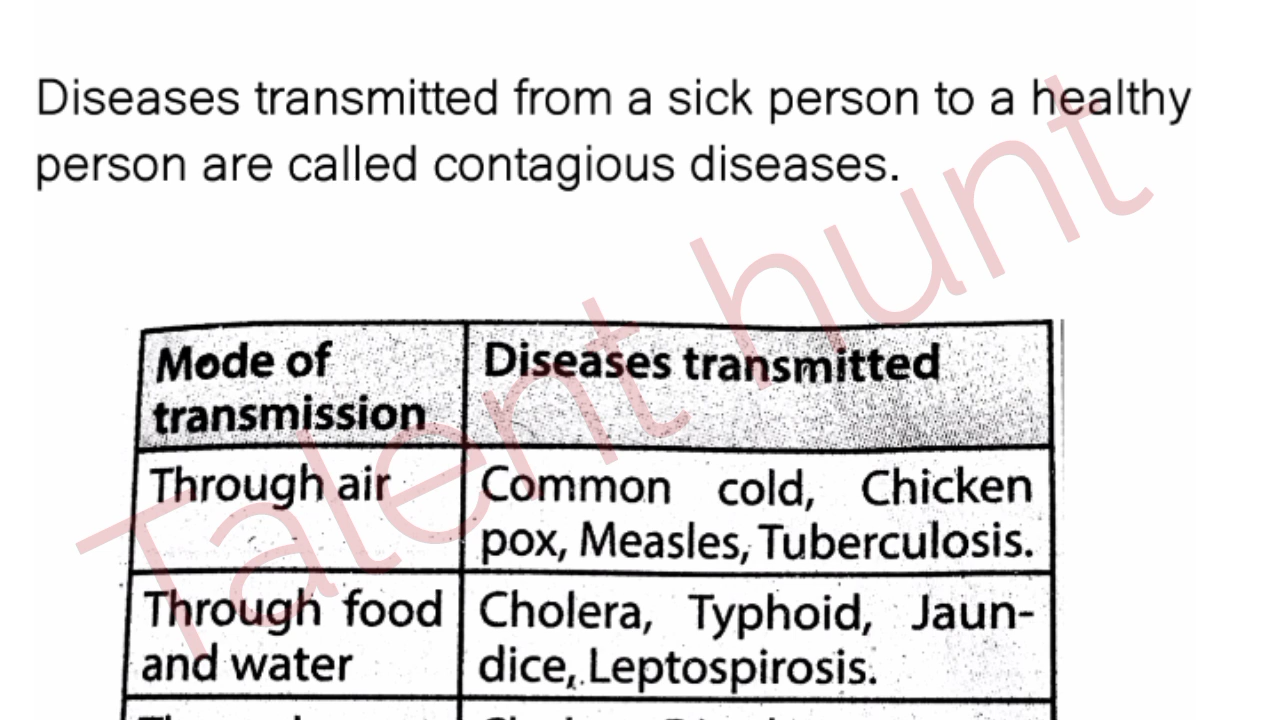 Diseases transmitted from a sick person to a healthy
person are called contagious diseases.
Talent hunt
Mode of
transmission
Diseases transmitted
Through air
Common cold, Chicken
pox, Measles, Tuberculosis.
Through food
and water
Cholera, Typhoid, Jaun-
dice, Leptospirosis.